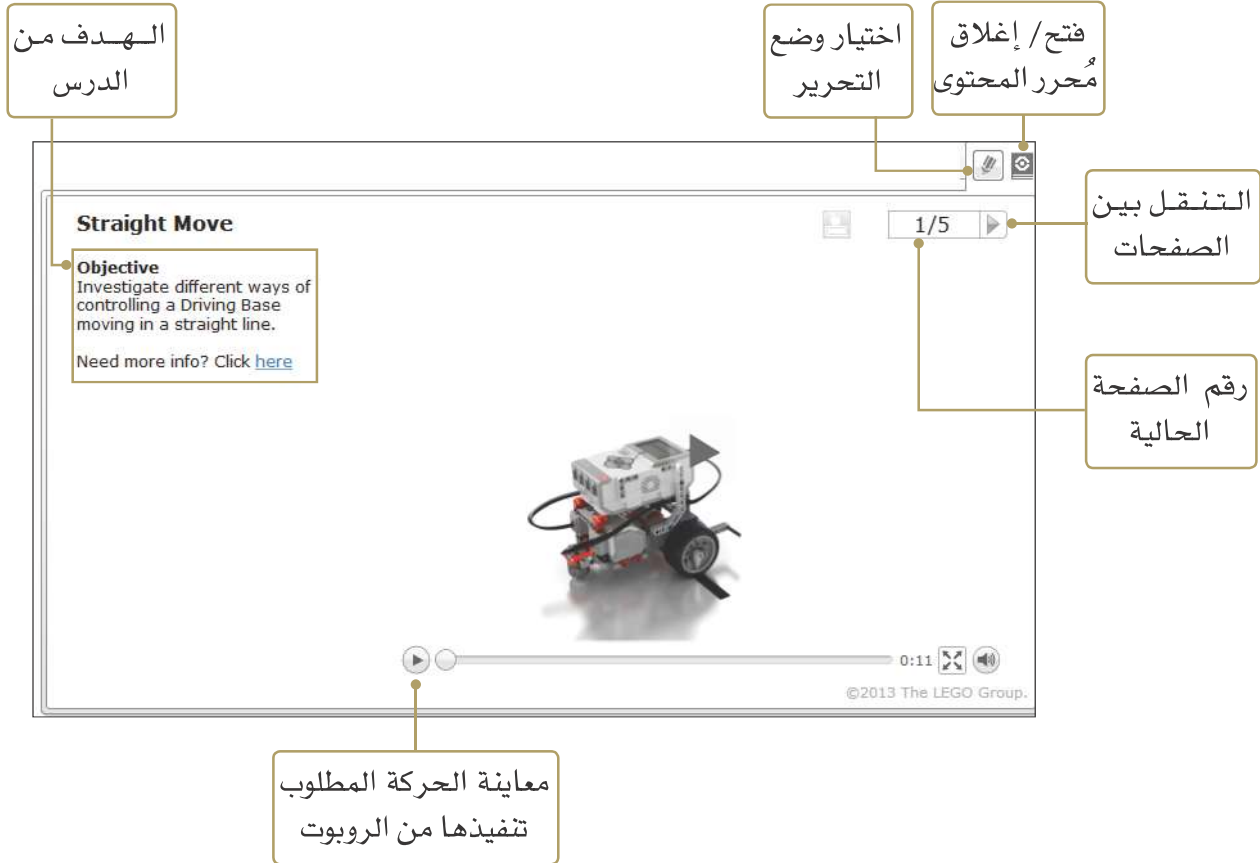 فتح/ إغلاق
مُحرر المحتوى
اختيار وضع
التحرير
الـهـدف من
الدرس
Straight Move
1/5
التـنـقـل بيـن
الصفحات
Objective
Investigate different ways of
controlling a Driving Base
moving in a straight line.
Need more info? Click here
رقم الصفحة
الحالية
0:11
©2013 The LEGO Group.
معاينة الحركة المطلوب
تنفيذها من الروبوت